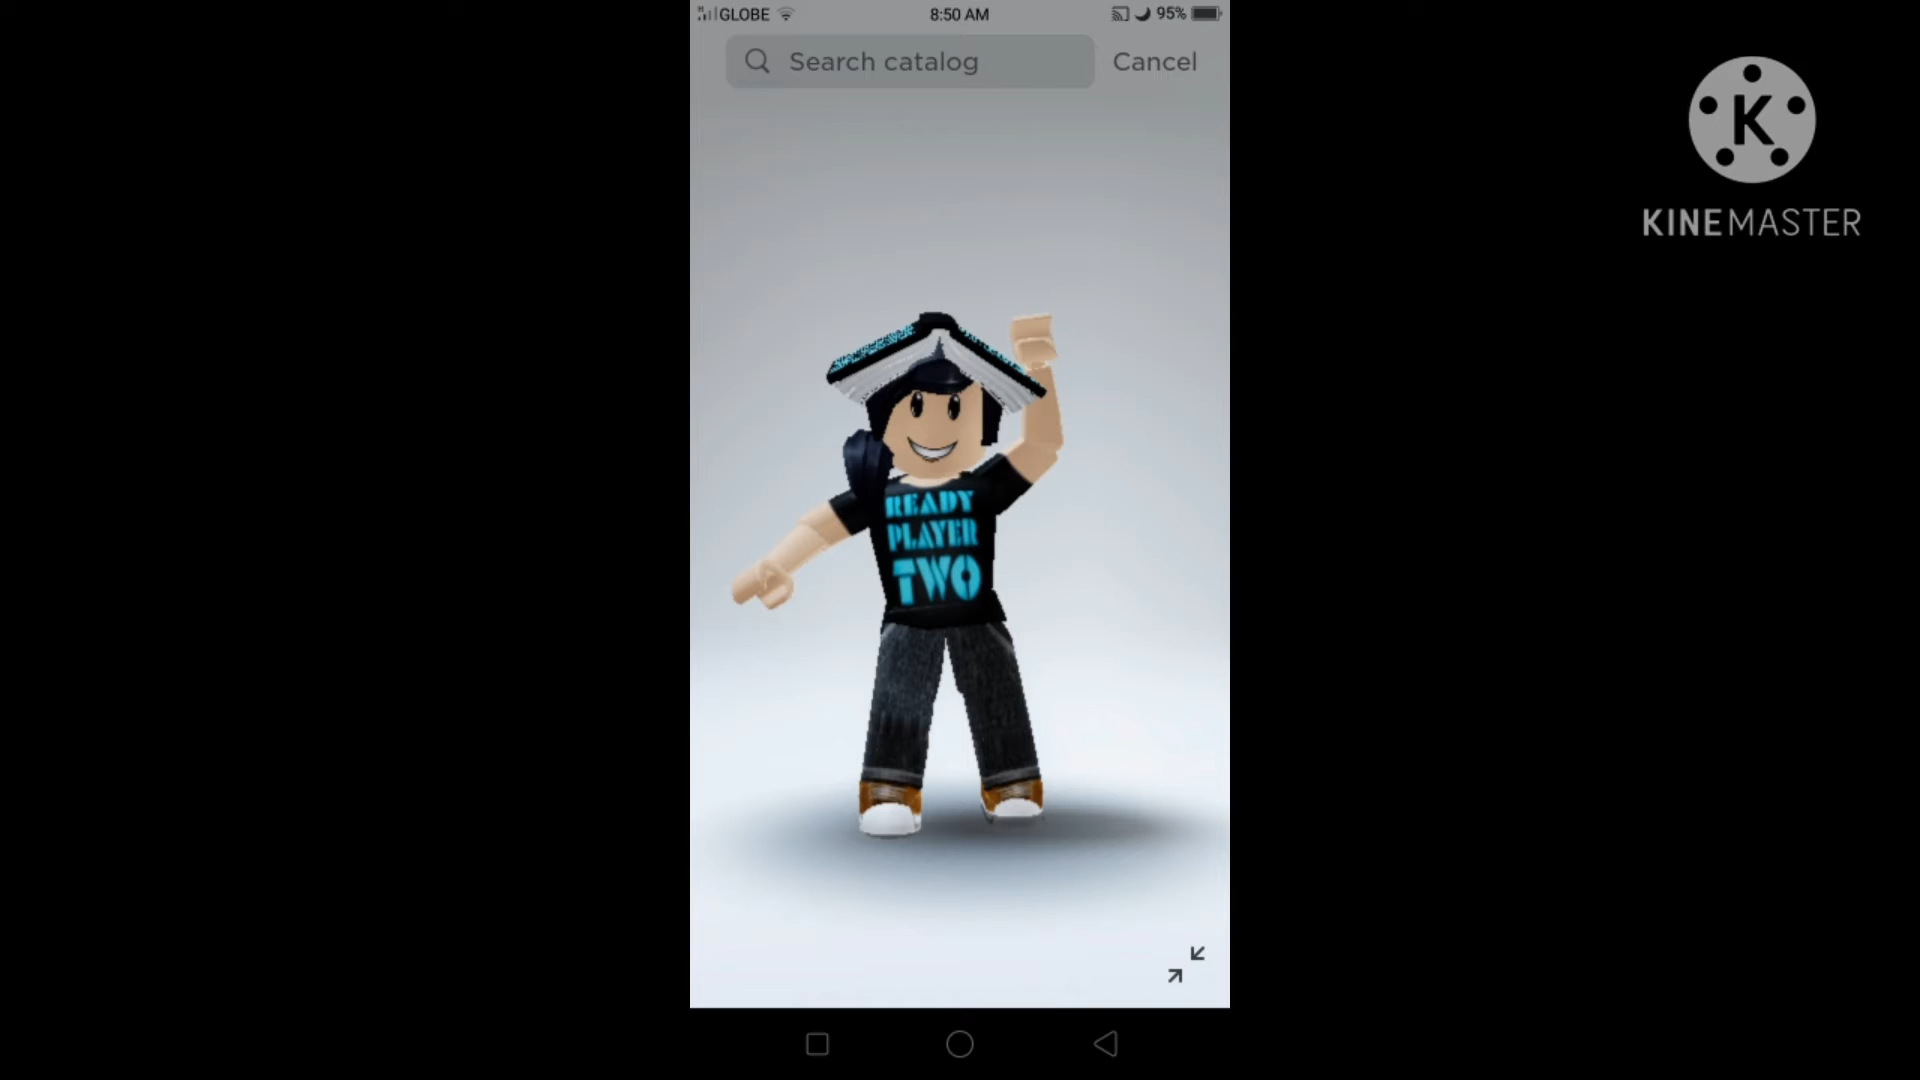 GLOBE 8:50 AM 95%
Search catalog Cancel
K
KINEMASTER
READY
PLAYER
TWO